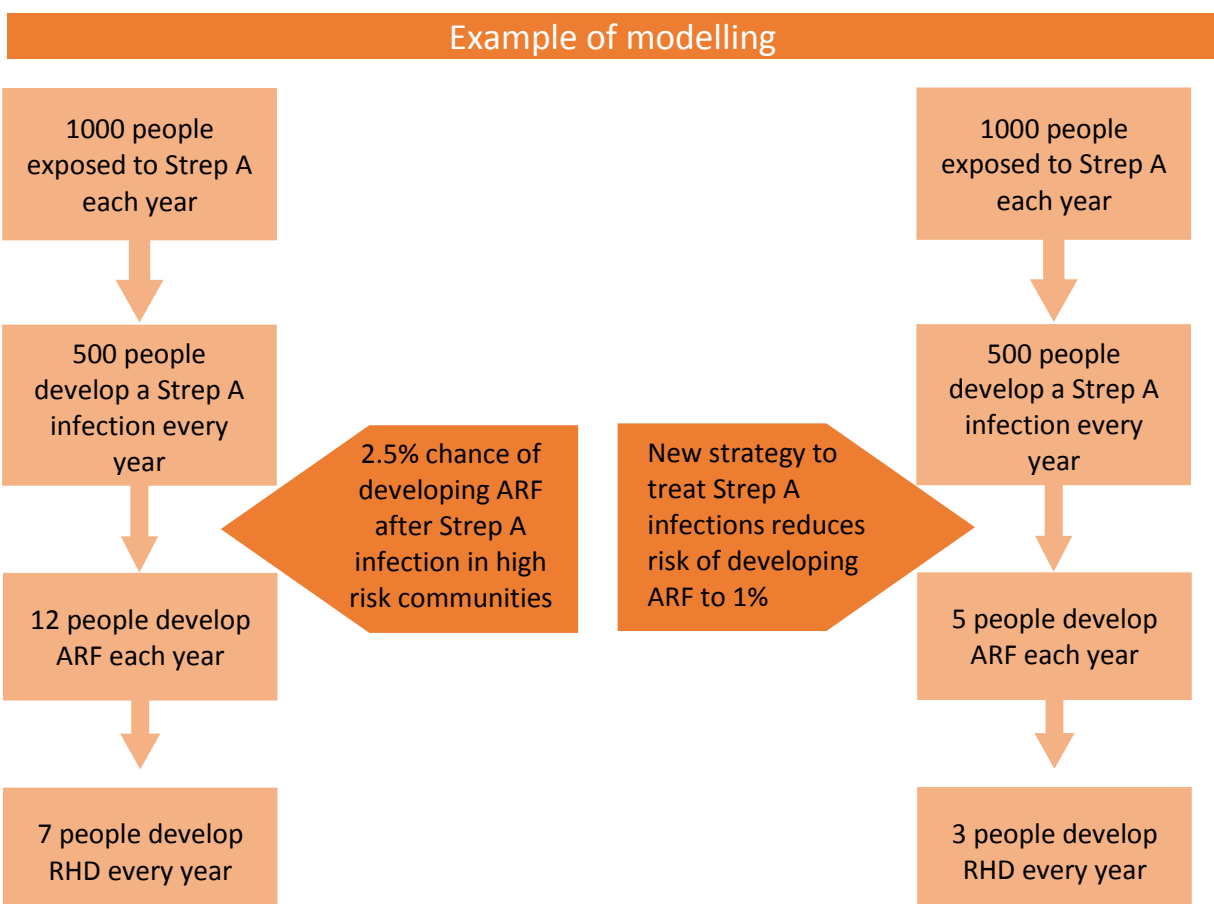 Example of modelling
1000 people
exposed to Strep A
each year
500 people
develop a Strep A
infection every
year
2.5% chance of
developing ARF
after Strep A
infection in high
risk communities
12 people develop
ARF each year
7 people develop
RHD every year
1000 people
exposed to Strep A
each year
500 people
develop a Strep A
infection every
year
New strategy to
treat Strep A
infections reduces
risk of developing
ARF to 1%
5 people develop
ARF each year
3 people develop
RHD every year